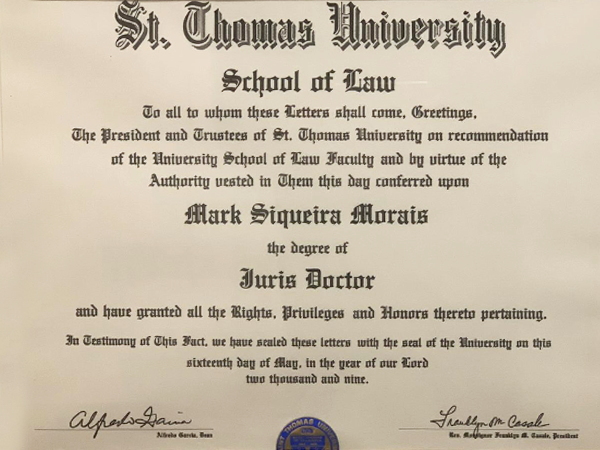 St. Thomas University
School of Law
To all to whom these Letters shall come, Greetings,
The President and Trustees of St. Thomas University on recommendation
of the University School of Law Faculty and by virtue of the
Authority vested in Them this day conferred upon
Mark Siqueira Morais
the degree of
Juris Doctor
and have granted all the Rights, Privileges and Honors thereto pertaining.
In Testimony of This Fact, we have sealed these letters with the seal of the University on this
sixteenth day of May, in the year of our Lord
two thousand and nine.
Alfredo Garcia
Franklyn M Casale
Alfredo Garcia, Dean
Rev. Monsignor Franklyn M. Casale, President
THOMAS